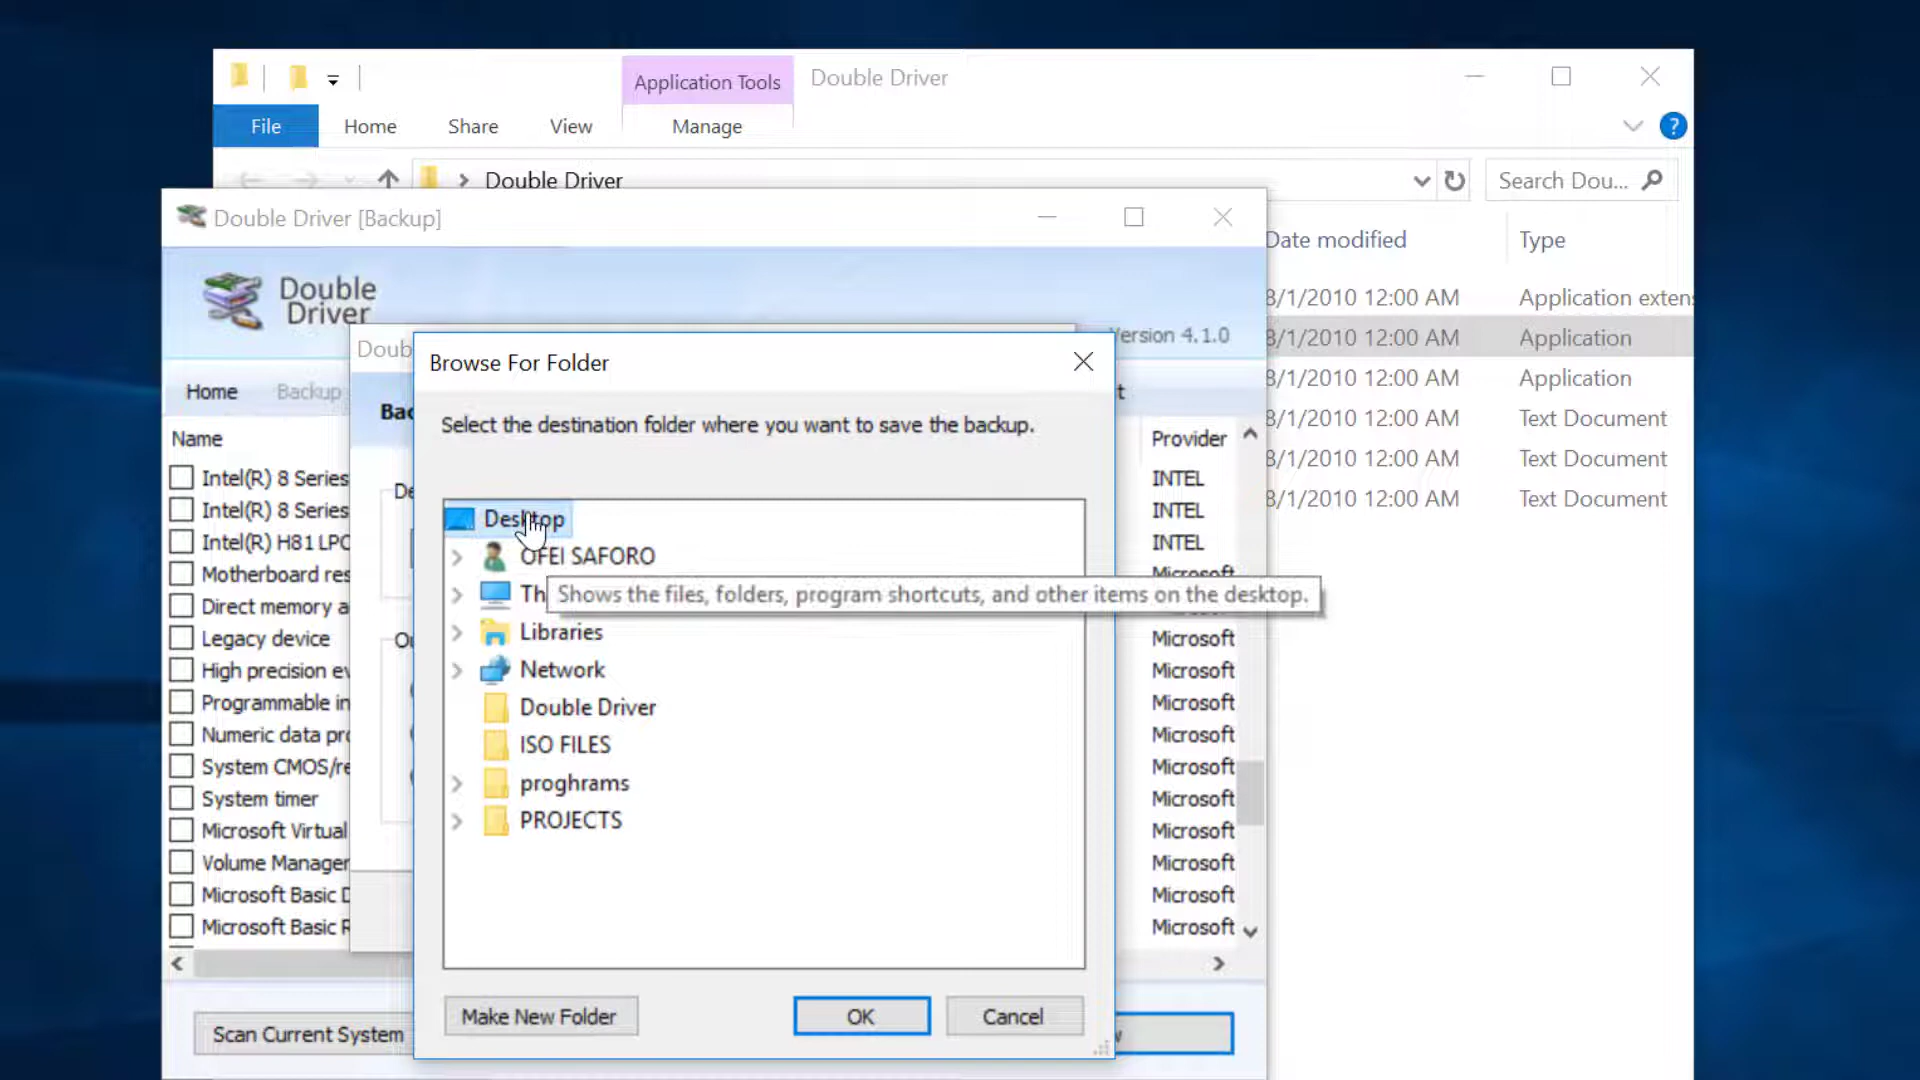 Application Tools
Double Driver
File
Home
Share
View
Manage
?
Double Driver
Search Dou...
Date modified
Type
8/1/2010 12:00 AM
Application extens
8/1/2010 12:00 AM
Application
8/1/2010 12:00 AM
Application
8/1/2010 12:00 AM
Text Document
8/1/2010 12:00 AM
Text Document
8/1/2010 12:00 AM
Text Document
Double Driver [Backup]
Double
Driver
Version 4.1.0
Home
Backup
Name
Provider
Intel(R) 8 Series
INTEL
Intel(R) 8 Series
INTEL
Intel(R) H81 LPC
INTEL
Motherboard res
Microsoft
Direct memory a
Legacy device
Microsoft
High precision ev
Microsoft
Programmable in
Microsoft
Numeric data pro
Microsoft
System CMOS/re
Microsoft
System timer
Microsoft
Microsoft Virtual
Microsoft
Volume Manager
Microsoft
Microsoft Basic D
Microsoft
Microsoft Basic R
Microsoft
Scan Current System
Doub
Bac
De
Ou
Browse For Folder
Select the destination folder where you want to save the backup.
Desktop
OFEI SAFORO
Th
Shows the files, folders, program shortcuts, and other items on the desktop.
Libraries
Network
Double Driver
ISO FILES
proghrams
PROJECTS
Make New Folder
OK
Cancel